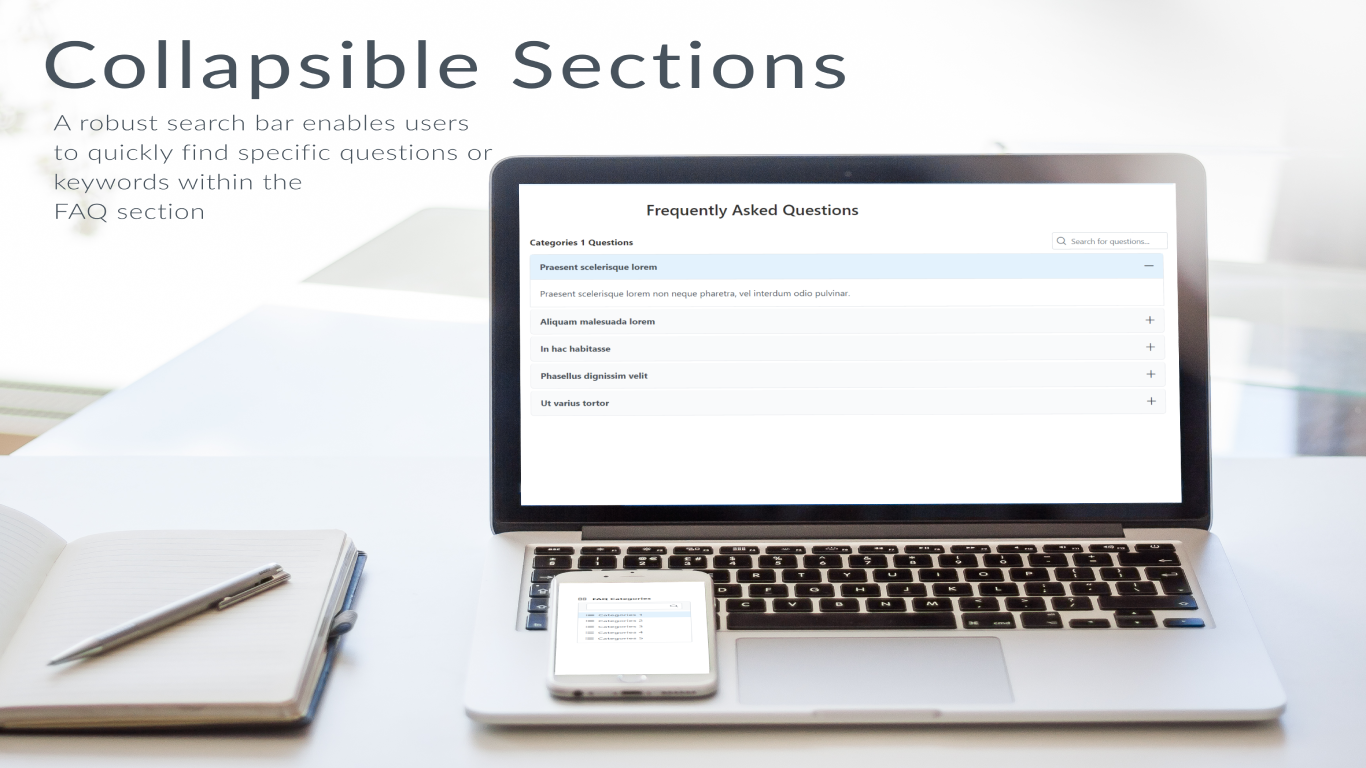 Collapsible Sections
A robust search bar enables users
to quickly find specific questions or
keywords within the
FAQ section
Frequently Asked Questions
Categories 1 Questions
Search for questions...
Praesent scelerisque lorem
Praesent scelerisque lorem non neque pharetra, vel interdum odio pulvinar.
Aliquam malesuada lorem
In hac habitasse
Phasellus dignissim velit
Ut varius tortor
R T Y U I O P
D F G H J K L
C V B N M
cmd
FAQ Categories
Categories 1
Categories 2
Categories 3
Categories 4
Categories 5